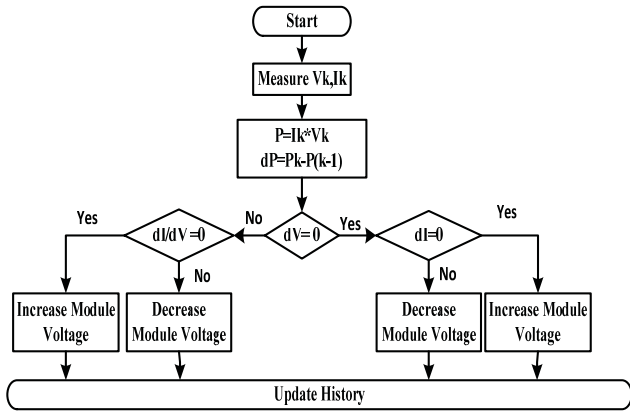 Start
Measure Vk,Ik
P=Ik*Vk
dP=Pk-P(k-1)
Yes
dI/dV =0
No
dV= 0
Yes
dI=0
Yes
No
No
Increase Module
Voltage
Decrease
Module Voltage
Decrease
Module Voltage
Increase Module
Voltage
Update History